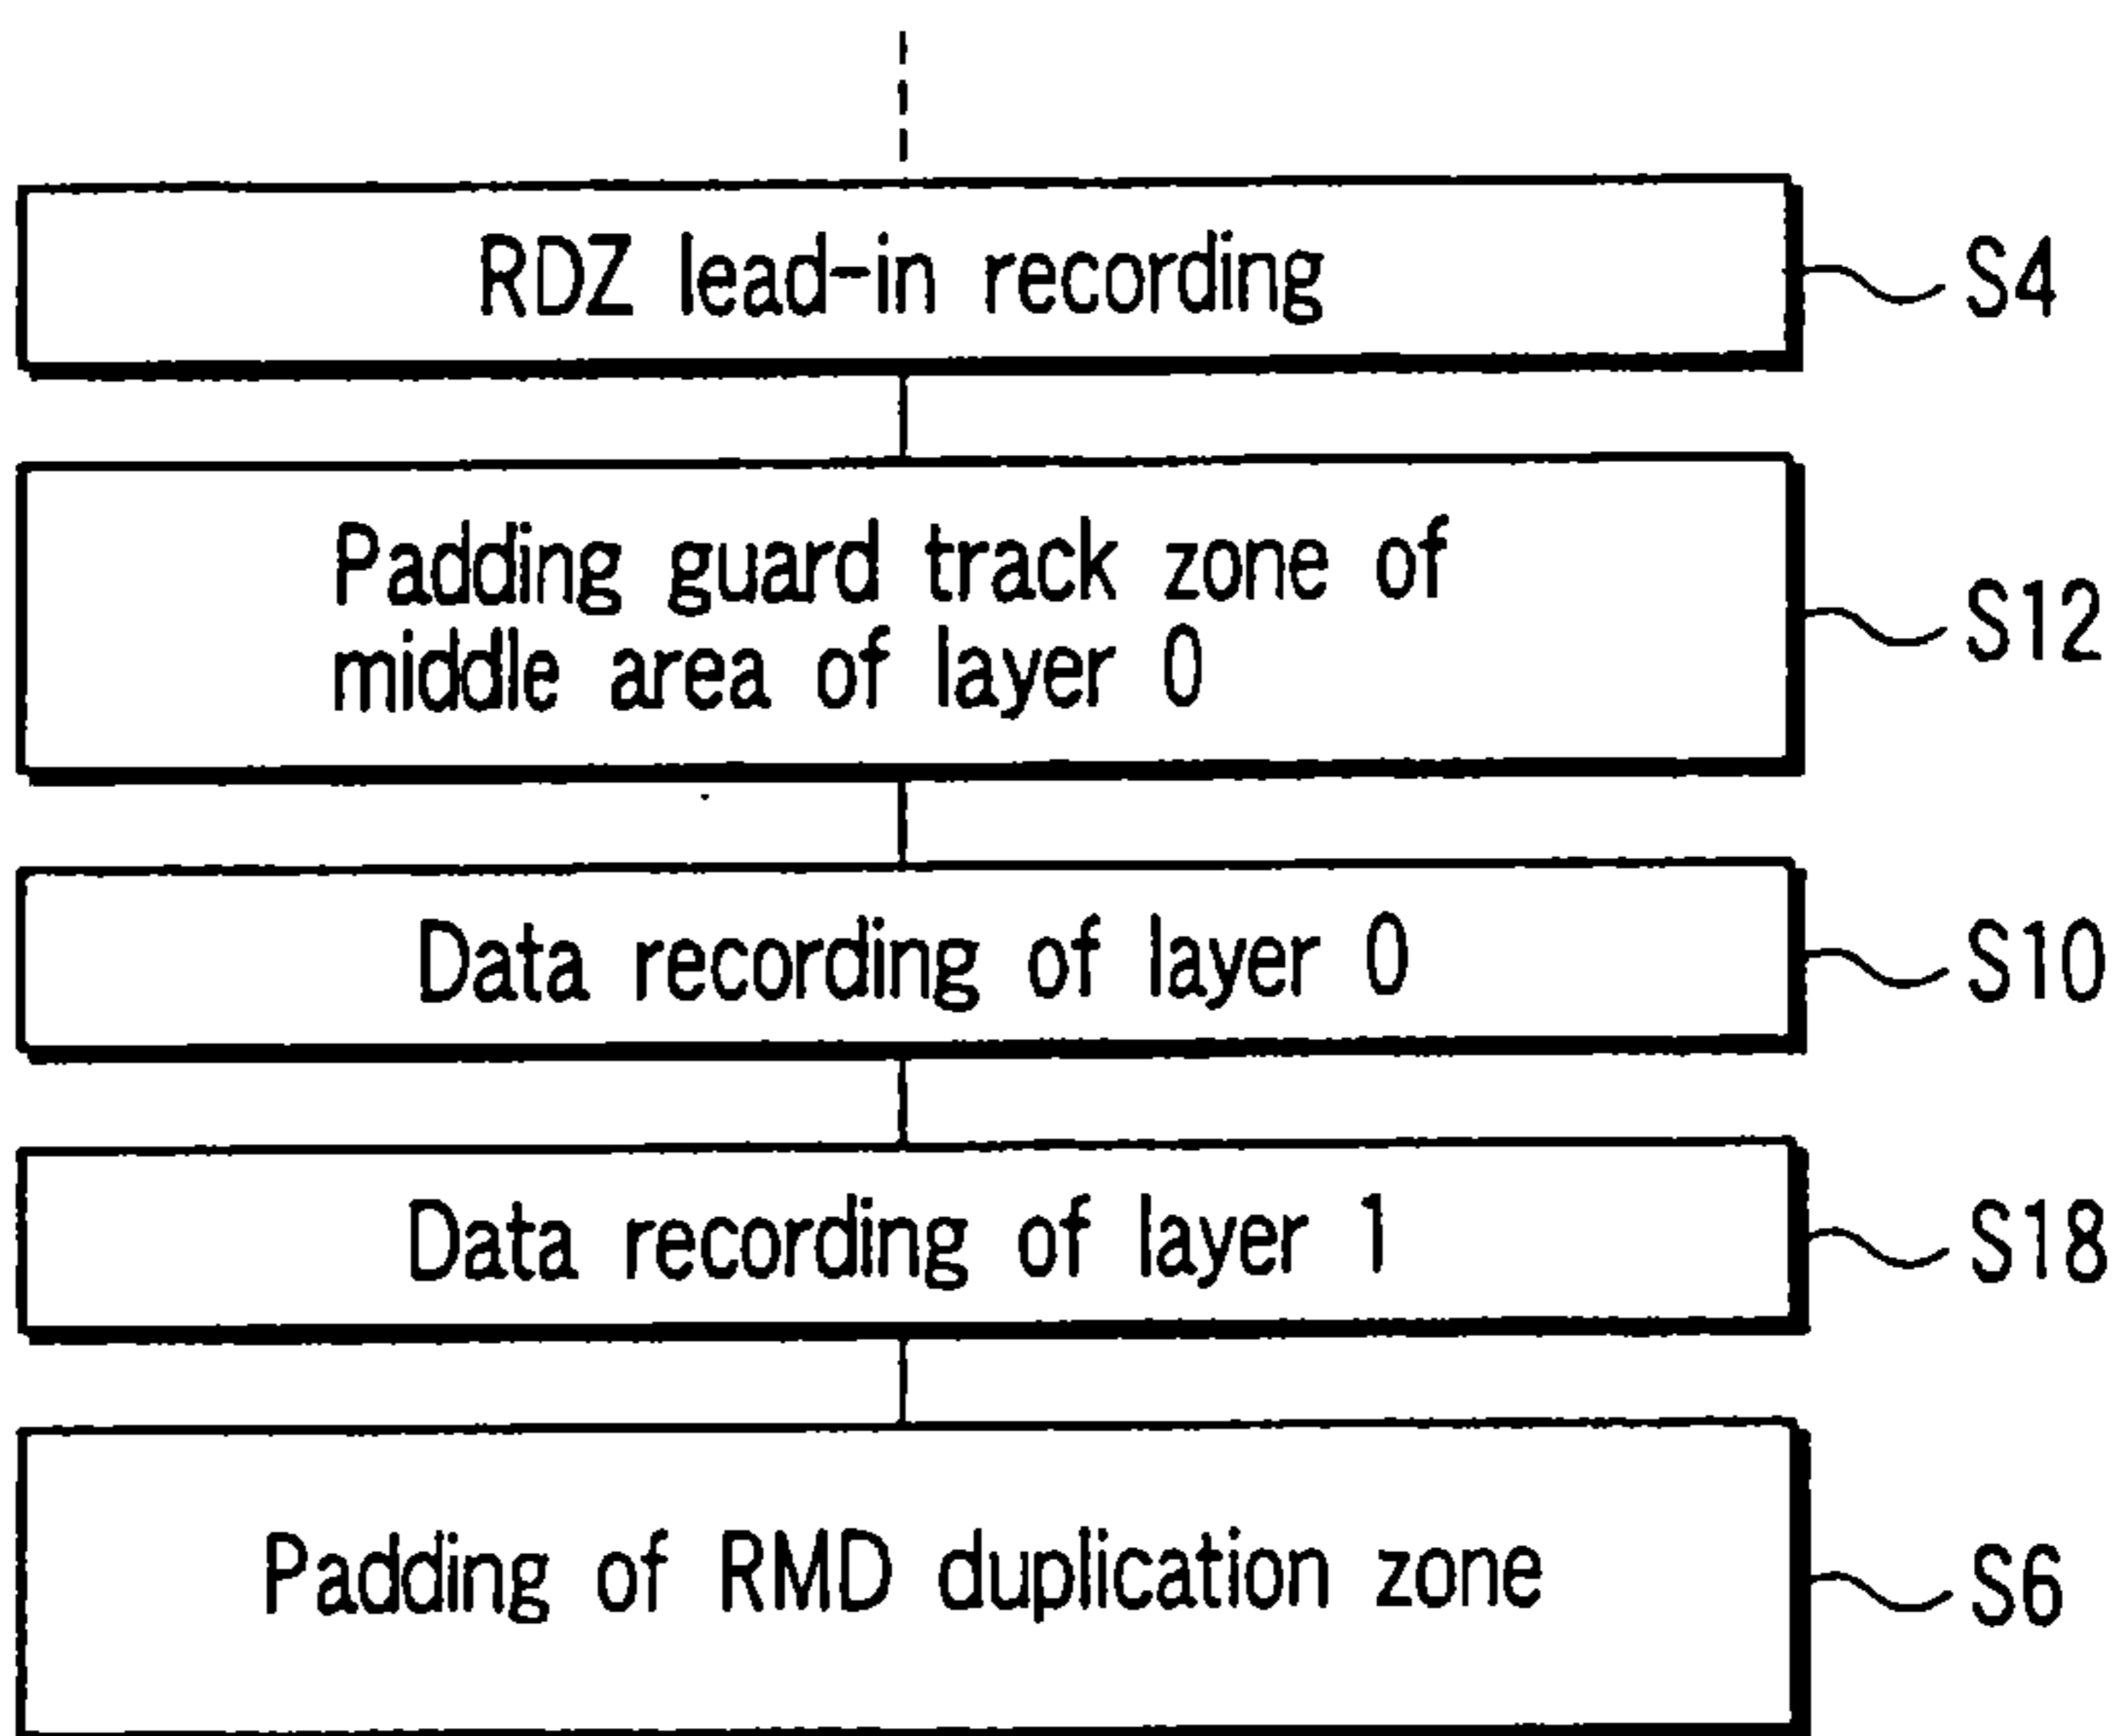 RDZ lead-in recording
S4
Padding guard track zone of
middle area of layer 0
S12
Data recording of layer 0
S10
Data recording of layer 1
S18
Padding of RMD duplication zone
S6